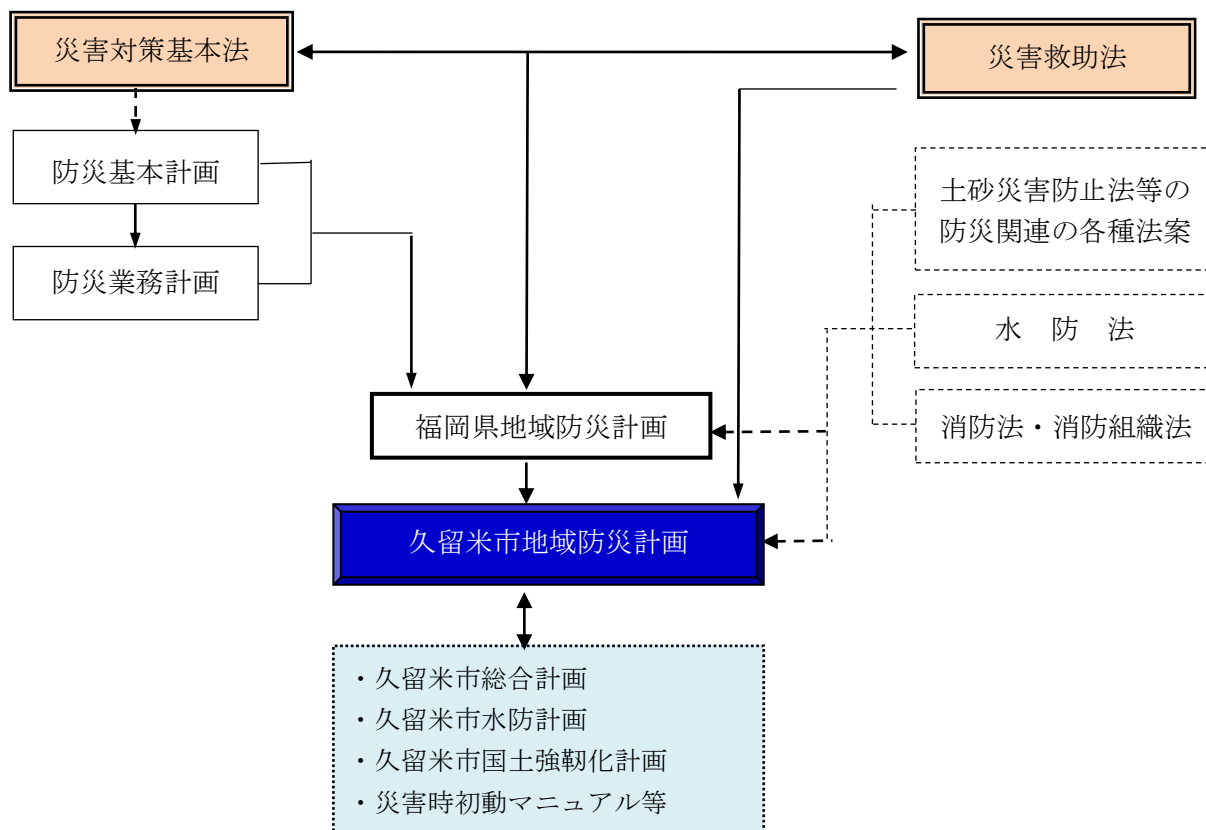 災害対策基本法
災害救助法
防災基本計画
防災業務計画
土砂災害防止法等の
防災関連の各種法案
水　防　法
消防法・消防組織法
福岡県地域防災計画
久留米市地域防災計画
・久留米市総合計画
・久留米市水防計画
・久留米市国土強靱化計画
・災害時初動マニュアル等